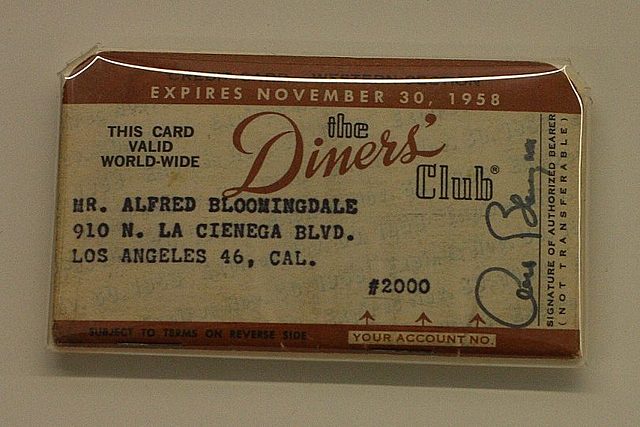 EXPIRES NOVEMBER 30, 1958
THIS CARD
VALID
WORLD-WIDE
the
Diners'
Club®
MR. ALFRED BLOOMINGDALE
910 N. LA CIENEGA BLVD.
LOS ANGELES 46, CAL.
#2000
SUBJECT TO TERMS ON REVERSE SIDE
YOUR ACCOUNT NO.
SIGNATURE OF AUTHORIZED BEARER
(NOT TRANSFERABLE)